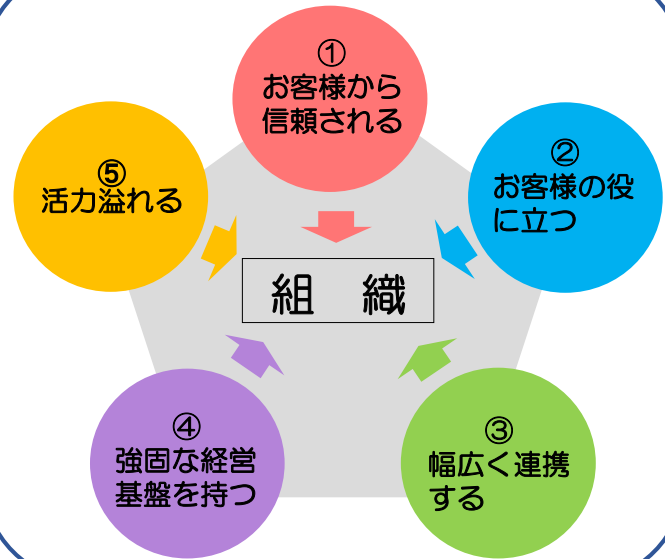 ①
お客様から
信頼される
②
お客様の役
に立つ
③
幅広く連携
する
④
強固な経営
基盤を持つ
⑤
活力溢れる
組　織